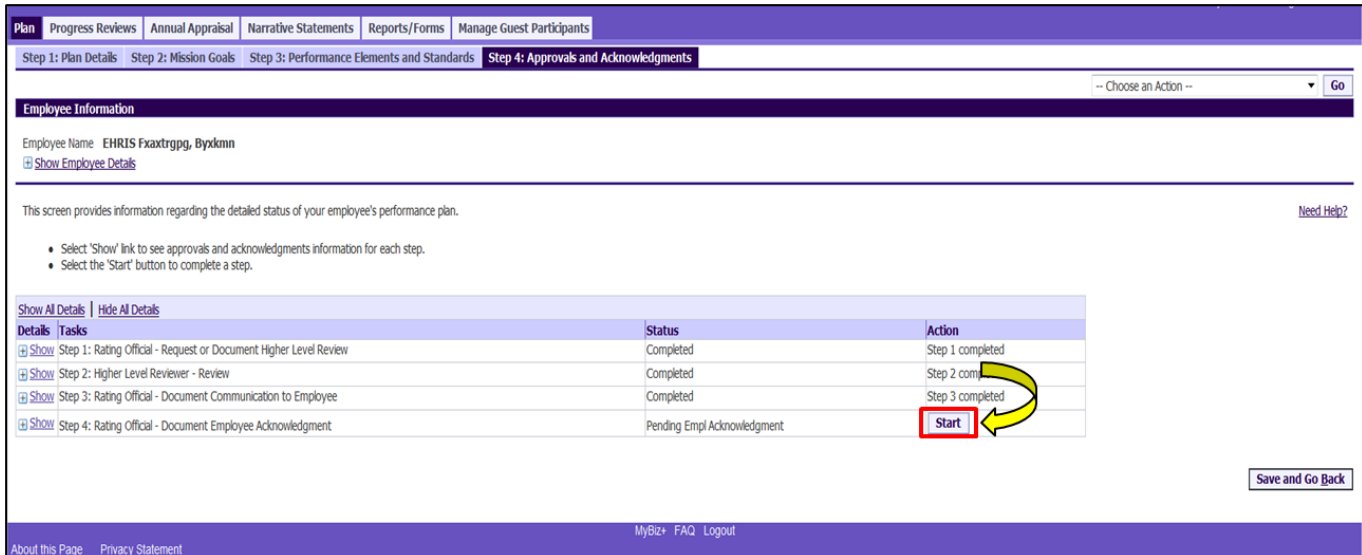 Plan Progress Reviews Annual Appraisal Narrative Statements Reports/Forms Manage Guest Participants
Step 1: Plan Details Step 2: Mission Goals Step 3: Performance Elements and Standards Step 4: Approvals and Acknowledgments
-- Choose an Action -- Go
Employee Information
Employee Name EHRIS Fxaxtrgpg, Byxkmn
Show Employee Details
This screen provides information regarding the detailed status of your employee's performance plan. Need Help?
• Select 'Show' link to see approvals and acknowledgments information for each step.
• Select the 'Start' button to complete a step.
Show All Details | Hide All Details
Details Tasks Status Action
Show Step 1: Rating Official - Request or Document Higher Level Review Completed Step 1 completed
Show Step 2: Higher Level Reviewer - Review Completed Step 2
Show Step 3: Rating Official - Document Communication to Employee Completed Step 3 completed
Show Step 4: Rating Official - Document Employee Acknowledgment Pending Empl Acknowledgment Start
Save and Go Back
MyBiz+ FAQ Logout
About this Page Privacy Statement